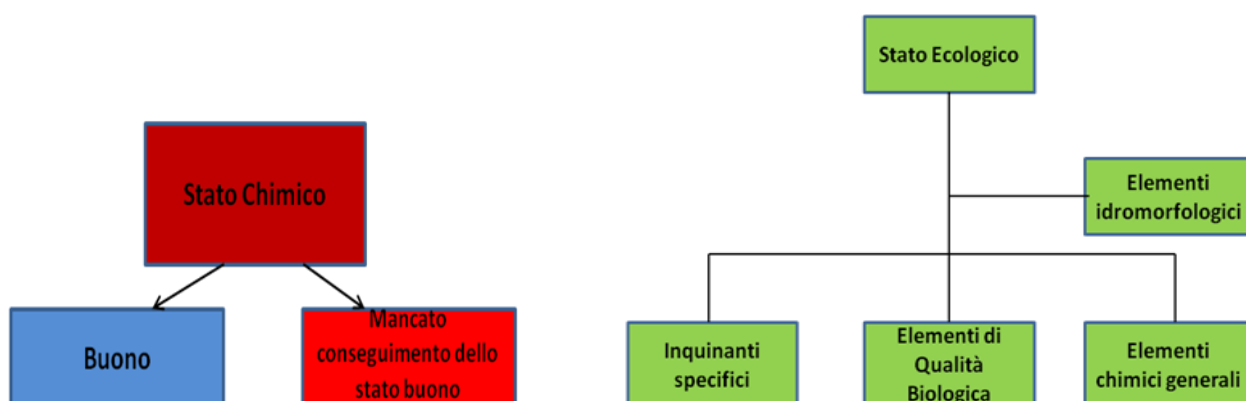 Stato Chimico
Buono
Mancato
conseguimento dello
stato buono
Stato Ecologico
Elementi
idromorfologici
Inquinanti
specifici
Elementi di
Qualità
Biologica
Elementi
chimici generali